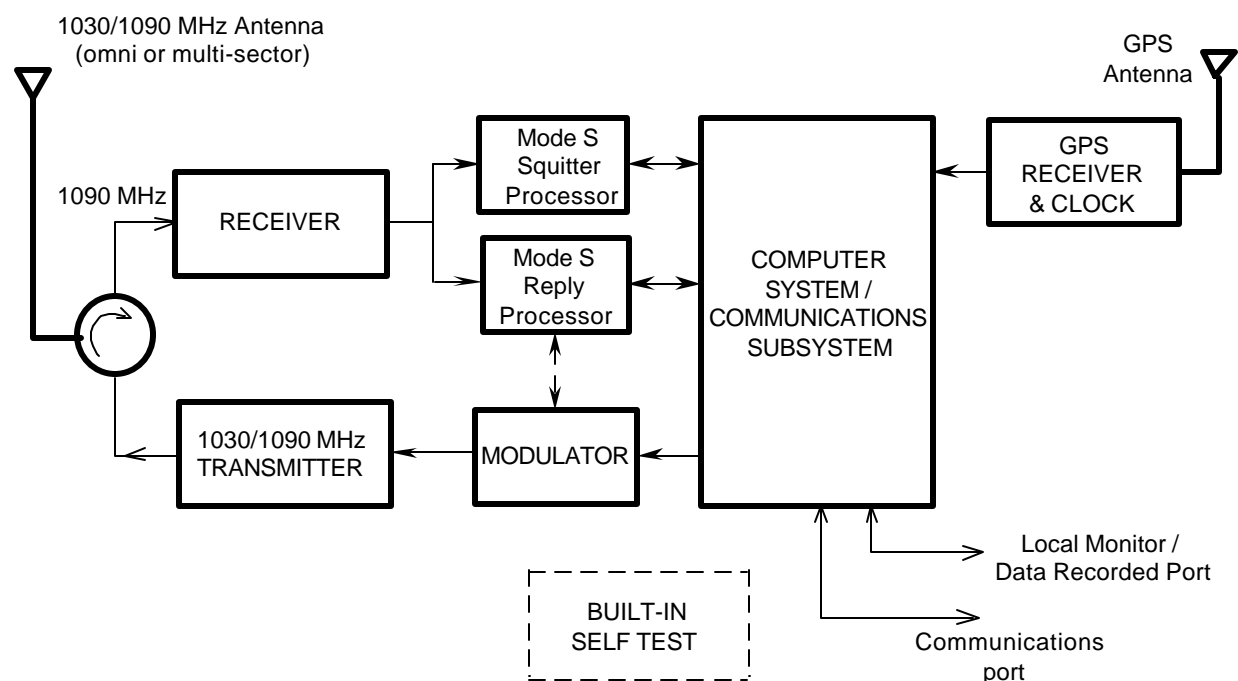 1030/1090 MHz Antenna
(omni or multi-sector)
GPS
Antenna
1090 MHz
RECEIVER
Mode S
Squitter
Processor
Mode S
Reply
Processor
COMPUTER
SYSTEM /
COMMUNICATIONS
SUBSYSTEM
GPS
RECEIVER
& CLOCK
1030/1090 MHz
TRANSMITTER
MODULATOR
BUILT-IN
SELF TEST
Local Monitor /
Data Recorded Port
Communications
port